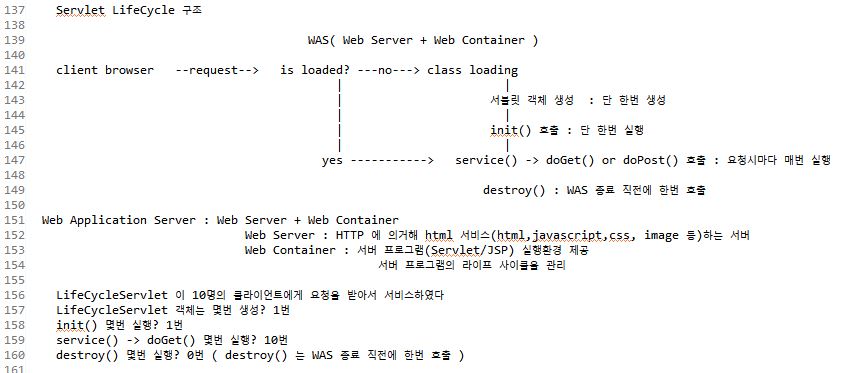 137 Servlet LifeCycle 구조
138
139 WAS( Web Server + Web Container )
140
141 client browser --request--> is loaded? ---no---> class loading
142 | |
143 | 서블릿 객체 생성 : 단 한번 생성
144 | |
145 | init() 호출 : 단 한번 실행
146 | |
147 yes -----------> service() -> doGet() or doPost() 호출 : 요청시마다 매번 실행
148
149 destroy() : WAS 종료 직전에 한번 호출
150
151 Web Application Server : Web Server + Web Container
152 Web Server : HTTP 에 의거해 html 서비스(html,javascript,css, image 등)하는 서버
153 Web Container : 서버 프로그램(Servlet/JSP) 실행환경 제공
154 서버 프로그램의 라이프 사이클을 관리
155
156 LifeCycleServlet 이 10명의 클라이언트에게 요청을 받아서 서비스하였다
157 LifeCycleServlet 객체는 몇번 생성? 1번
158 init() 몇번 실행? 1번
159 service() -> doGet() 몇번 실행? 10번
160 destroy() 몇번 실행? 0번 ( destroy() 는 WAS 종료 직전에 한번 호출 )
161